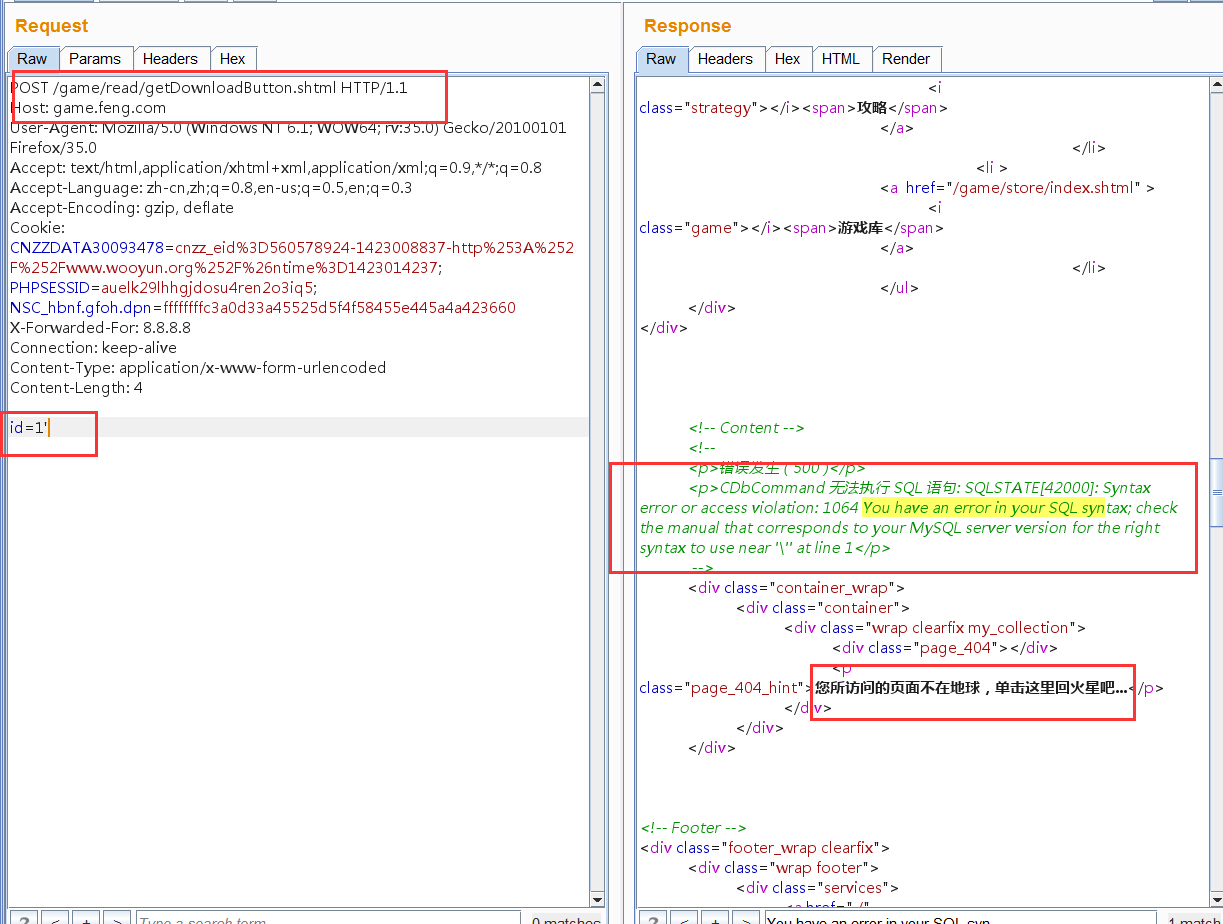 Request
Raw Params Headers Hex
POST /game/read/getDownloadButton.shtml HTTP/1.1
Host: game.feng.com
User-Agent: Mozilla/5.0 (Windows NT 6.1; WOW64; rv:35.0) Gecko/20100101
Firefox/35.0
Accept: text/html,application/xhtml+xml,application/xml;q=0.9,*/*;q=0.8
Accept-Language: zh-cn,zh;q=0.8,en-us;q=0.5,en;q=0.3
Accept-Encoding: gzip, deflate
Cookie:
CNZZDATA30093478=cnzz_eid%3D560578924-1423008837-http%253A%252
F%252Fwww.wooyun.org%252F%26ntime%3D1423014237;
PHPSESSID=auelk29lhhgjdosu4ren2o3iq5;
NSC_hbnf.gfoh.dpn=ffffffffc3a0d33a45525d5f4f58455e445a4a423660
X-Forwarded-For: 8.8.8.8
Connection: keep-alive
Content-Type: application/x-www-form-urlencoded
Content-Length: 4
id=1'
? < + > Type a search term 0 matches
Response
Raw Headers Hex HTML Render
<i
class="strategy"></i><span>攻略</span>
</a>
</li>
<li >
<a href="/game/store/index.shtml" >
<i
class="game"></i><span>游戏库</span>
</a>
</li>
</ul>
</div>
</div>
<!-- Content -->
<!--
<p>错误发生 ( 500 )</p>
<p>CDbCommand 无法执行 SQL 语句: SQLSTATE[42000]: Syntax
error or access violation: 1064 You have an error in your SQL syntax; check
the manual that corresponds to your MySQL server version for the right
syntax to use near '\'' at line 1</p>
-->
<div class="container_wrap">
<div class="container">
<div class="wrap clearfix my_collection">
<div class="page_404"></div>
<p
class="page_404_hint">您所访问的页面不在地球，单击这里回火星吧...</p>
</div>
</div>
</div>
<!-- Footer -->
<div class="footer_wrap clearfix">
<div class="wrap footer">
<div class="services">
<a href="/"
? < + > You have an error in your SQL syn 1 match